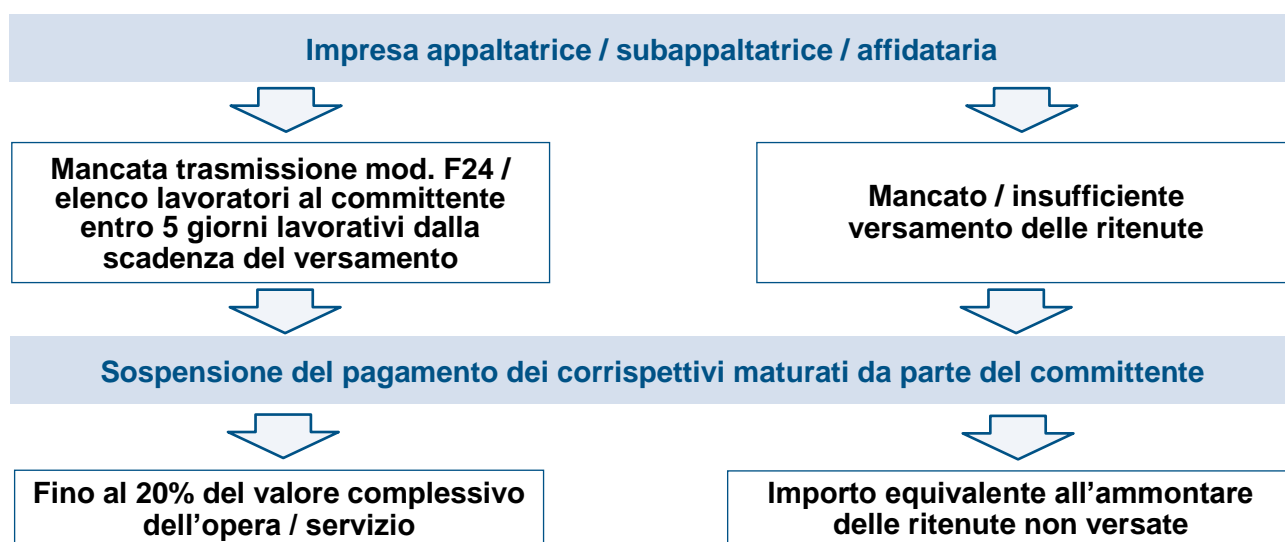 Impresa appaltatrice / subappaltatrice / affidataria
Mancata trasmissione mod. F24 /
elenco lavoratori al committente
entro 5 giorni lavorativi dalla
scadenza del versamento
Mancato / insufficiente
versamento delle ritenute
Sospensione del pagamento dei corrispettivi maturati da parte del committente
Fino al 20% del valore complessivo
dell’opera / servizio
Importo equivalente all’ammontare
delle ritenute non versate